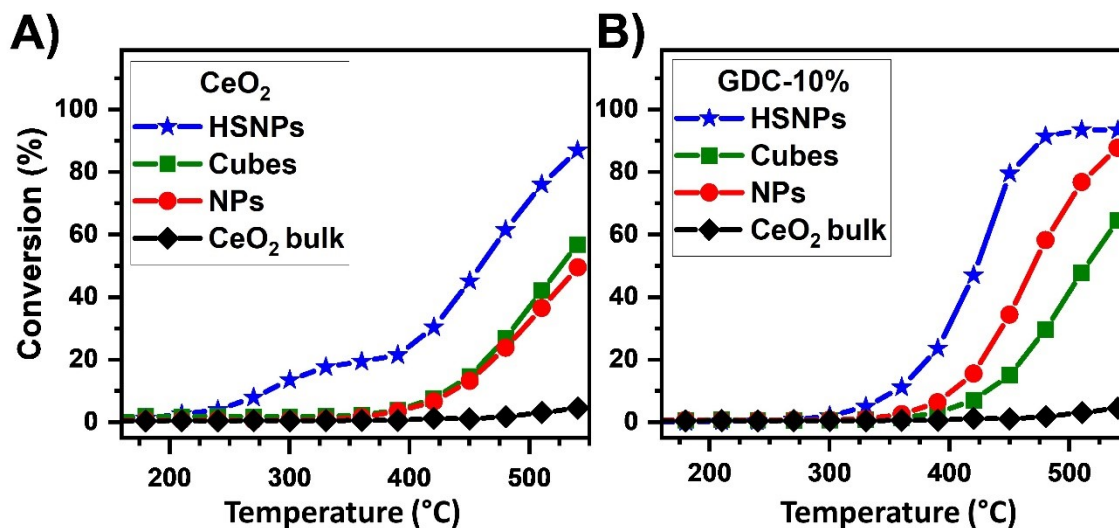 A)
CeO₂
HSNPs
Cubes
NPs
CeO₂ bulk
Conversion (%)
100
80
60
40
20
0
200
300
400
500
Temperature (°C)
B)
GDC-10%
HSNPs
Cubes
NPs
CeO₂ bulk
100
80
60
40
20
0
200
300
400
500
Temperature (°C)